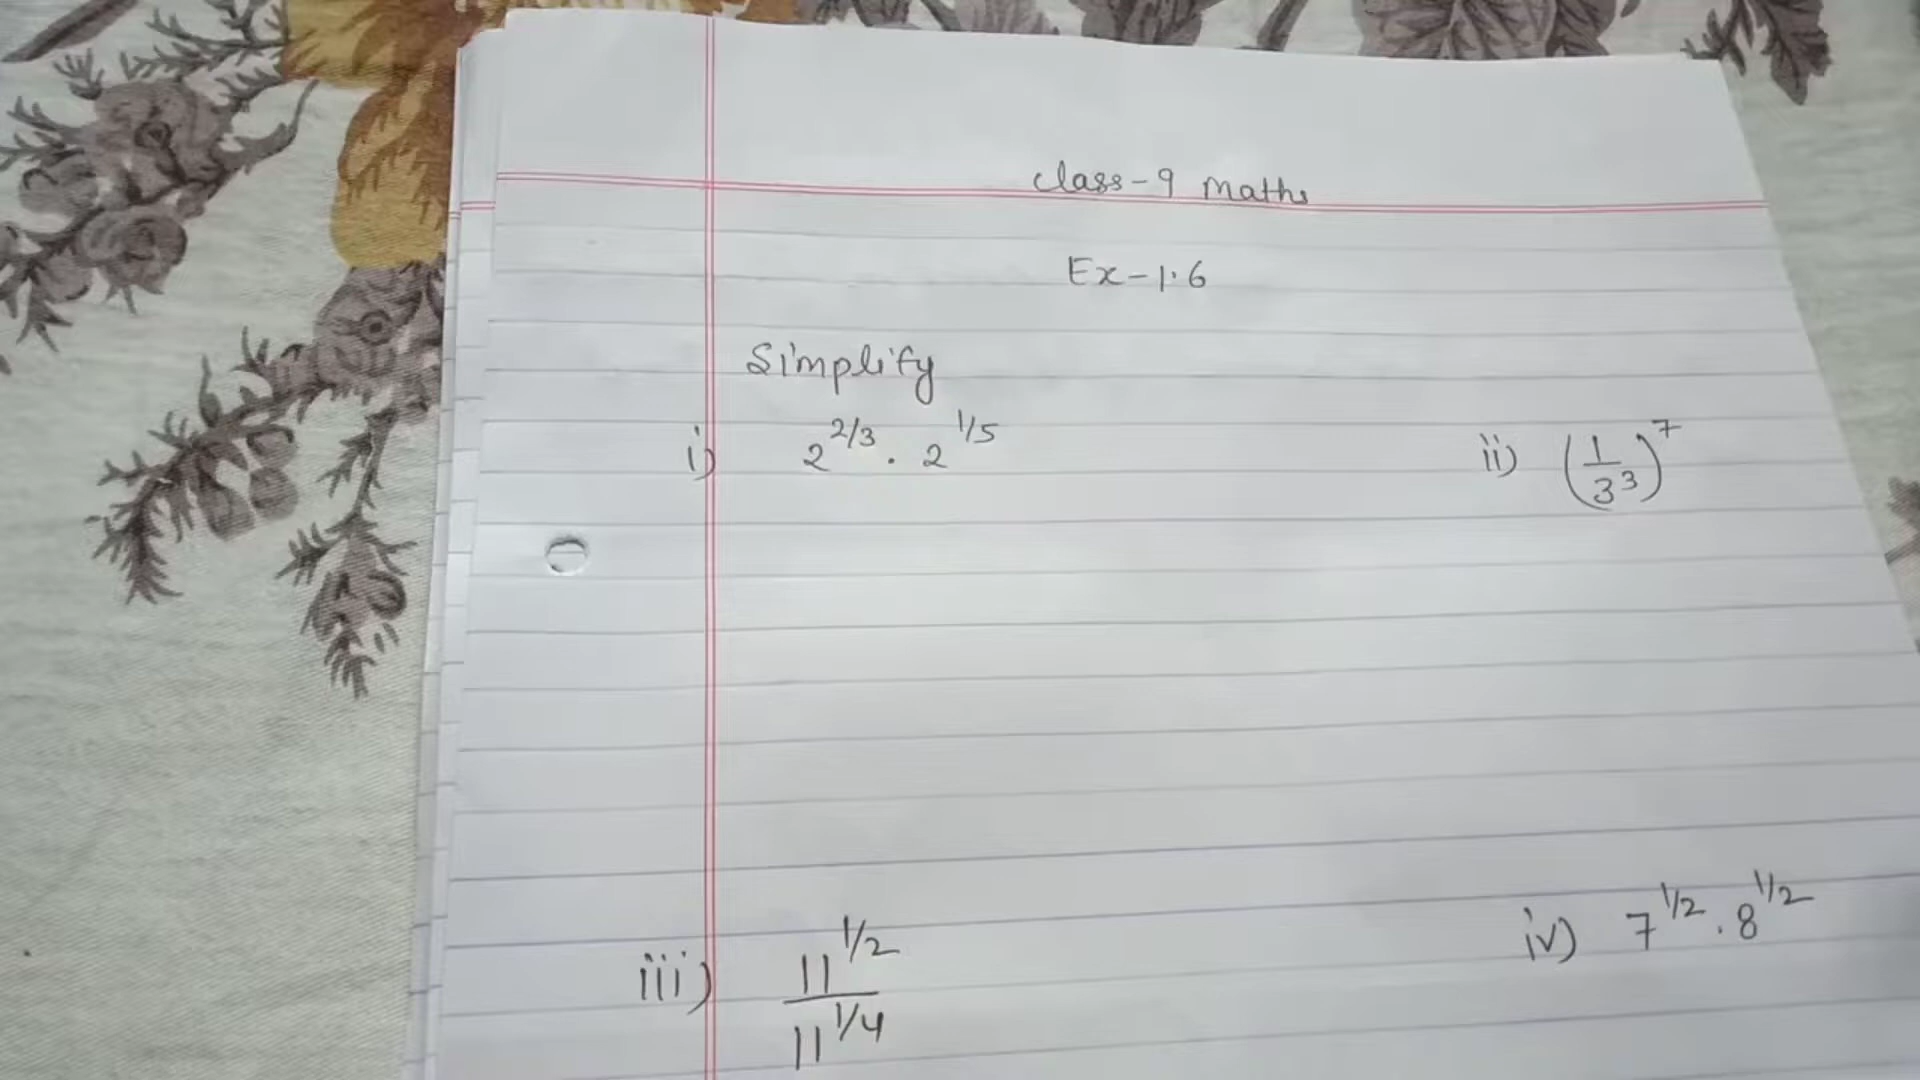 Class-9 Maths
Ex-1.6
Simplify
i) 2^2/3 . 2^1/5
ii) (1/3^3)^7
iii) 11^1/2 / 11^1/4
iv) 7^1/2 . 8^1/2